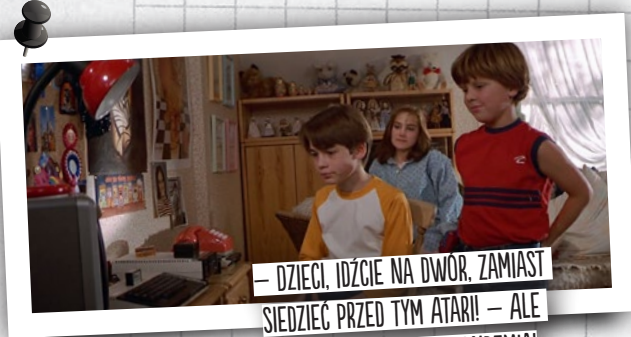 – DZIECI, IDŹCIE NA DWÓR, ZAMIAST
SIEDZIEĆ PRZED TYM ATARI! – ALE